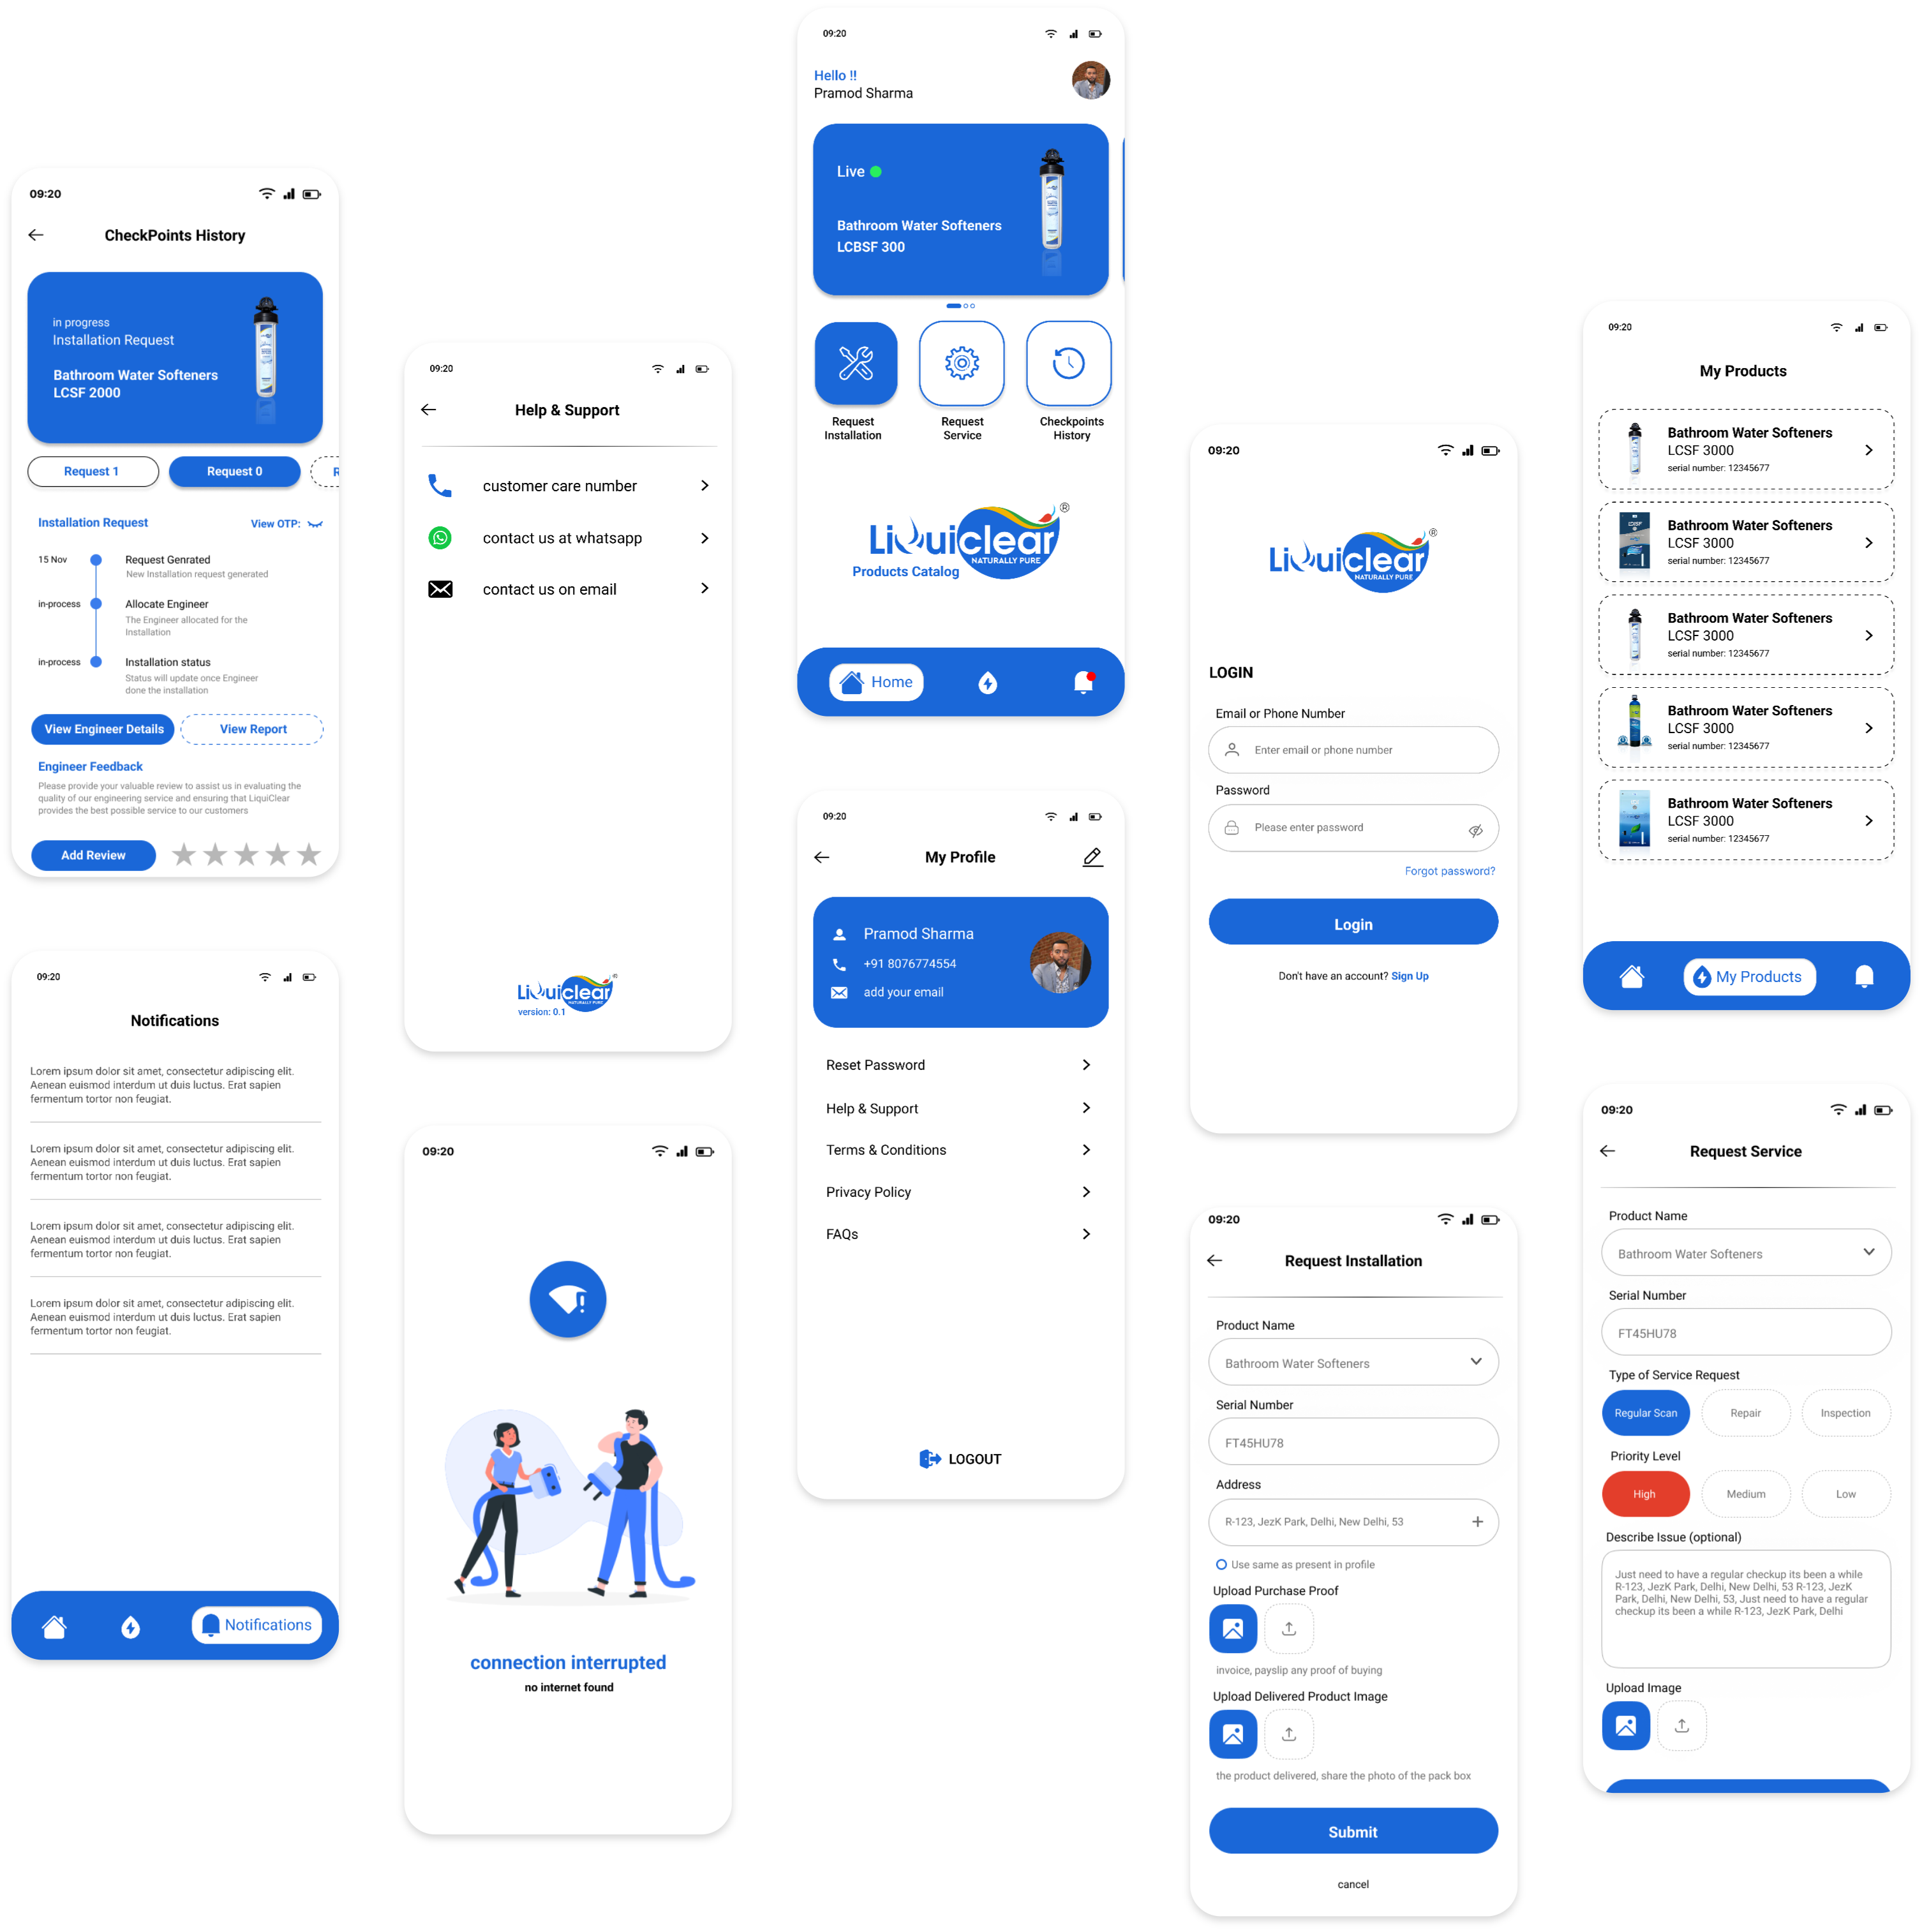 09:20
CheckPoints History
in progress
Installation Request
Bathroom Water Softeners
LCSF 2000
Request 1
Request 0
R
Installation Request
View OTP:
15 Nov
Request Genrated
New Installation request generated
in-process
Allocate Engineer
The Engineer allocated for the
Installation
in-process
Installation status
Status will update once Engineer
done the installation
View Engineer Details
View Report
Engineer Feedback
Please provide your valuable review to assist us in evaluating the
quality of our engineering service and ensuring that LiquiClear
provides the best possible service to our customers
Add Review
09:20
Notifications
Lorem ipsum dolor sit amet, consectetur adipiscing elit.
Aenean euismod interdum ut duis luctus. Erat sapien
fermentum tortor non feugiat.
Lorem ipsum dolor sit amet, consectetur adipiscing elit.
Aenean euismod interdum ut duis luctus. Erat sapien
fermentum tortor non feugiat.
Lorem ipsum dolor sit amet, consectetur adipiscing elit.
Aenean euismod interdum ut duis luctus. Erat sapien
fermentum tortor non feugiat.
Lorem ipsum dolor sit amet, consectetur adipiscing elit.
Aenean euismod interdum ut duis luctus. Erat sapien
fermentum tortor non feugiat.
Notifications
09:20
Help & Support
customer care number
contact us at whatsapp
contact us on email
Liquiclear®
NATURALLY PURE
version: 0.1
09:20
connection interrupted
no internet found
09:20
Hello !!
Pramod Sharma
Live
Bathroom Water Softeners
LCBSF 300
Request
Installation
Request
Service
Checkpoints
History
Liquiclear®
NATURALLY PURE
Products Catalog
Home
09:20
My Profile
Pramod Sharma
+91 8076774554
add your email
Reset Password
Help & Support
Terms & Conditions
Privacy Policy
FAQs
LOGOUT
09:20
Liquiclear®
NATURALLY PURE
LOGIN
Email or Phone Number
Enter email or phone number
Password
Please enter password
Forgot password?
Login
Don't have an account? Sign Up
09:20
Request Installation
Product Name
Bathroom Water Softeners
Serial Number
FT45HU78
Address
R-123, JezK Park, Delhi, New Delhi, 53
Use same as present in profile
Upload Purchase Proof
invoice, payslip any proof of buying
Upload Delivered Product Image
the product delivered, share the photo of the pack box
Submit
cancel
09:20
My Products
Bathroom Water Softeners
LCSF 3000
serial number: 12345677
Bathroom Water Softeners
LCSF 3000
serial number: 12345677
Bathroom Water Softeners
LCSF 3000
serial number: 12345677
Bathroom Water Softeners
LCSF 3000
serial number: 12345677
Bathroom Water Softeners
LCSF 3000
serial number: 12345677
My Products
09:20
Request Service
Product Name
Bathroom Water Softeners
Serial Number
FT45HU78
Type of Service Request
Regular Scan
Repair
Inspection
Priority Level
High
Medium
Low
Describe Issue (optional)
Just need to have a regular checkup its been a while
R-123, JezK Park, Delhi, New Delhi, 53 R-123, JezK
Park, Delhi, New Delhi, 53, Just need to have a regular
checkup its been a while R-123, JezK Park, Delhi
Upload Image